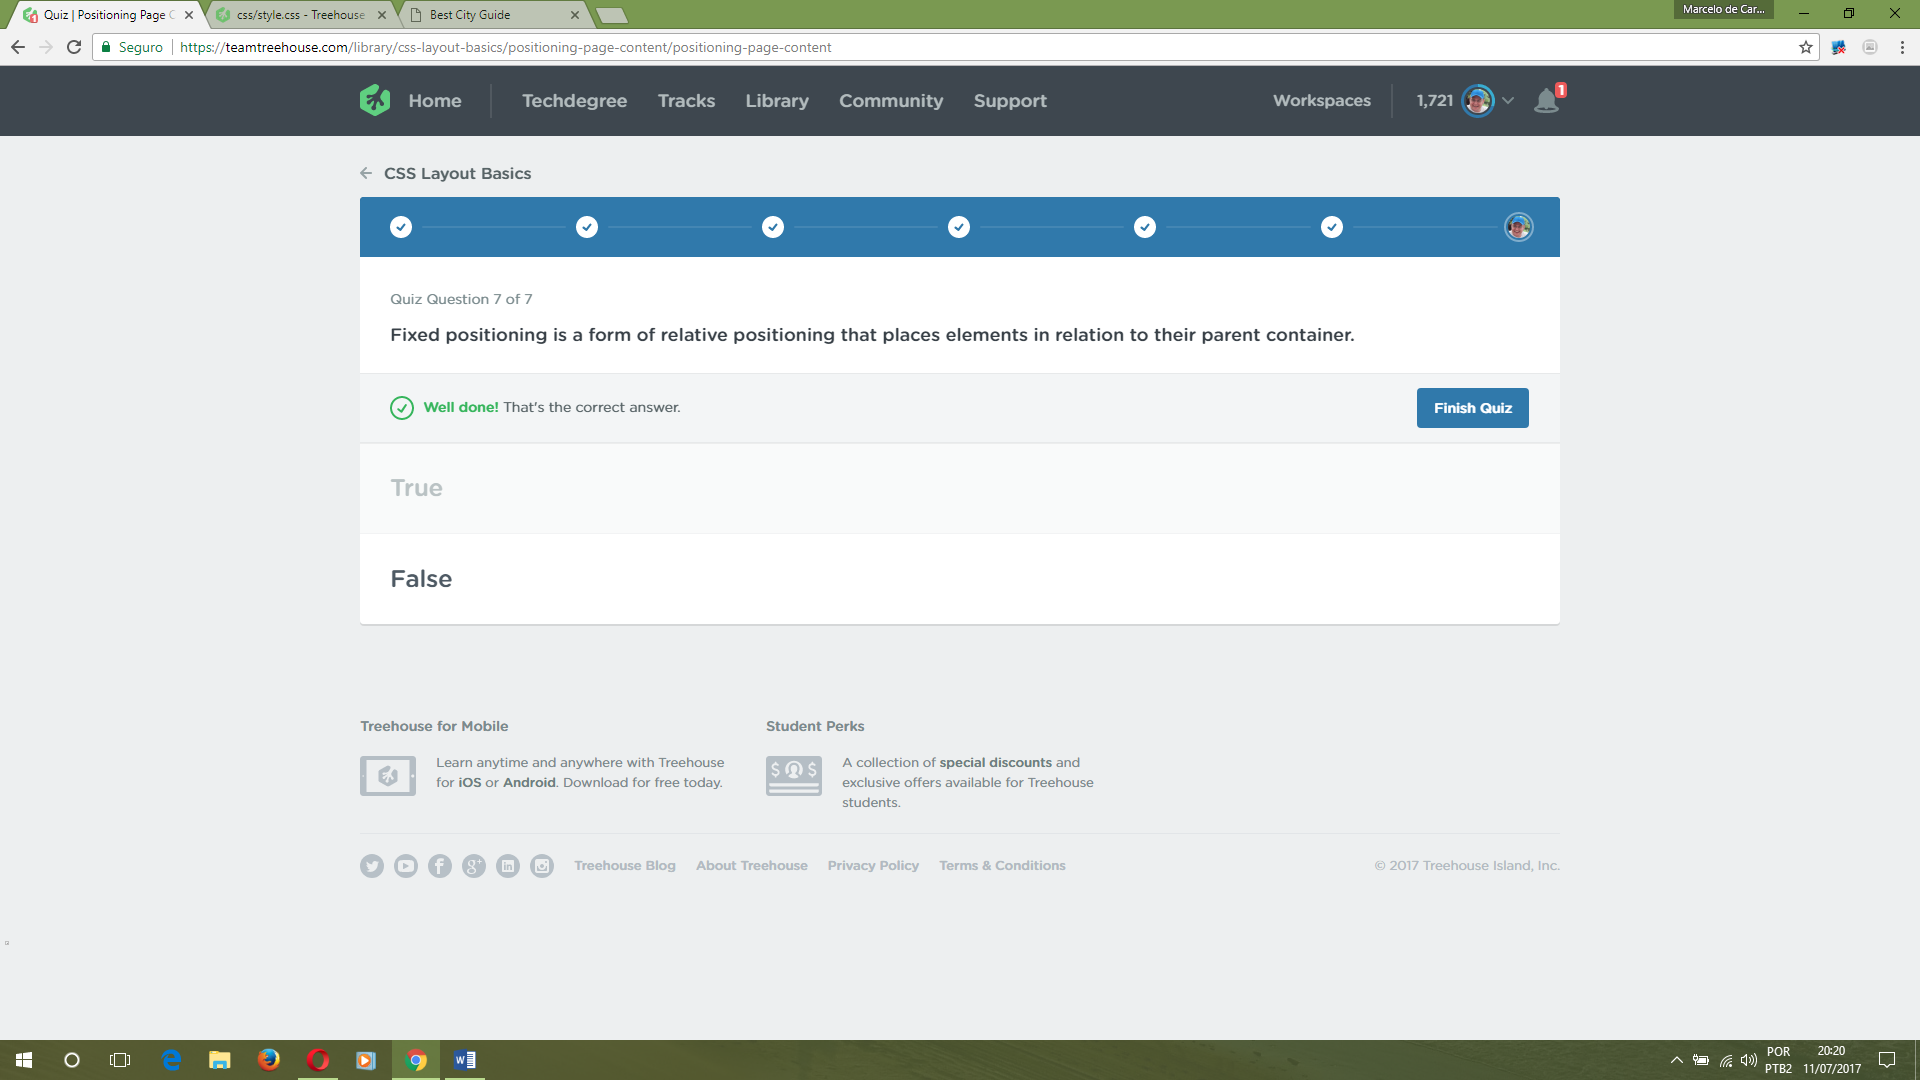 Quiz | Positioning Page C
css/style.css - Treehouse
Best City Guide
Marcelo de Car...
Seguro
https://teamtreehouse.com/library/css-layout-basics/positioning-page-content/positioning-page-content
Home
Techdegree
Tracks
Library
Community
Support
Workspaces
1,721
1
CSS Layout Basics
Quiz Question 7 of 7
Fixed positioning is a form of relative positioning that places elements in relation to their parent container.
Well done! That's the correct answer.
Finish Quiz
True
False
Treehouse for Mobile
Learn anytime and anywhere with Treehouse
for iOS or Android. Download for free today.
Student Perks
A collection of special discounts and
exclusive offers available for Treehouse
students.
Treehouse Blog
About Treehouse
Privacy Policy
Terms & Conditions
© 2017 Treehouse Island, Inc.
POR
PTB2
20:20
11/07/2017